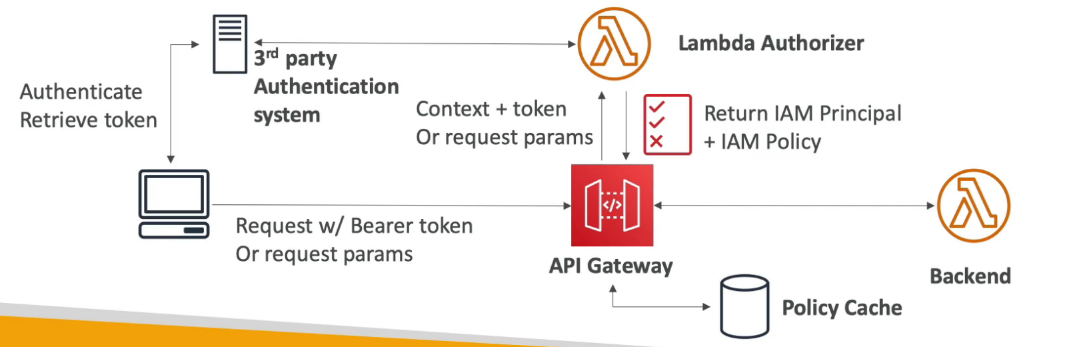 3rd party
Authentication
system
Lambda Authorizer
Authenticate
Retrieve token
Context + token
Or request params
Return IAM Principal
+ IAM Policy
Request w/ Bearer token
Or request params
</>
API Gateway
Backend
Policy Cache